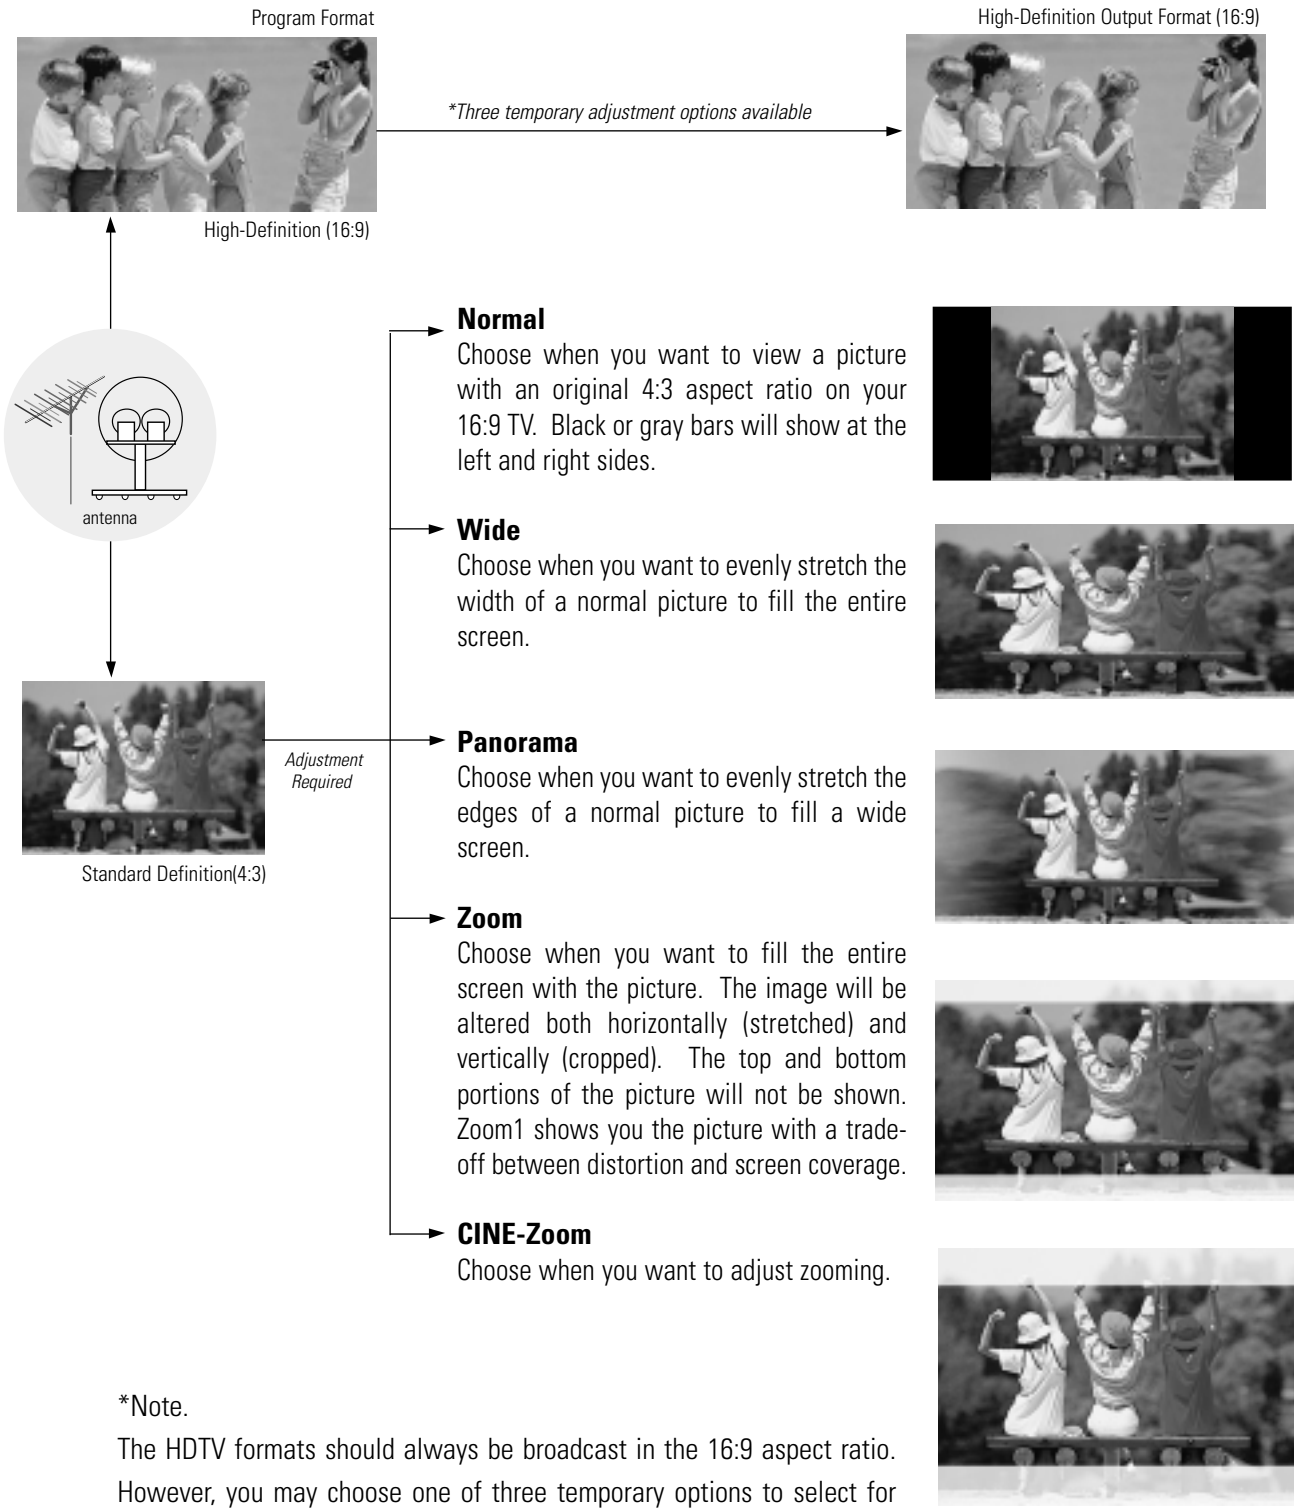 Program Format
High-Definition Output Format (16:9)
*Three temporary adjustment options available
High-Definition (16:9)
antenna
Adjustment
Required
Standard Definition(4:3)
Normal
Choose when you want to view a picture
with an original 4:3 aspect ratio on your
16:9 TV. Black or gray bars will show at the
left and right sides.
Wide
Choose when you want to evenly stretch the
width of a normal picture to fill the entire
screen.
Panorama
Choose when you want to evenly stretch the
edges of a normal picture to fill a wide
screen.
Zoom
Choose when you want to fill the entire
screen with the picture. The image will be
altered both horizontally (stretched) and
vertically (cropped). The top and bottom
portions of the picture will not be shown.
Zoom1 shows you the picture with a trade-
off between distortion and screen coverage.
CINE-Zoom
Choose when you want to adjust zooming.
*Note.
The HDTV formats should always be broadcast in the 16:9 aspect ratio.
However, you may choose one of three temporary options to select for